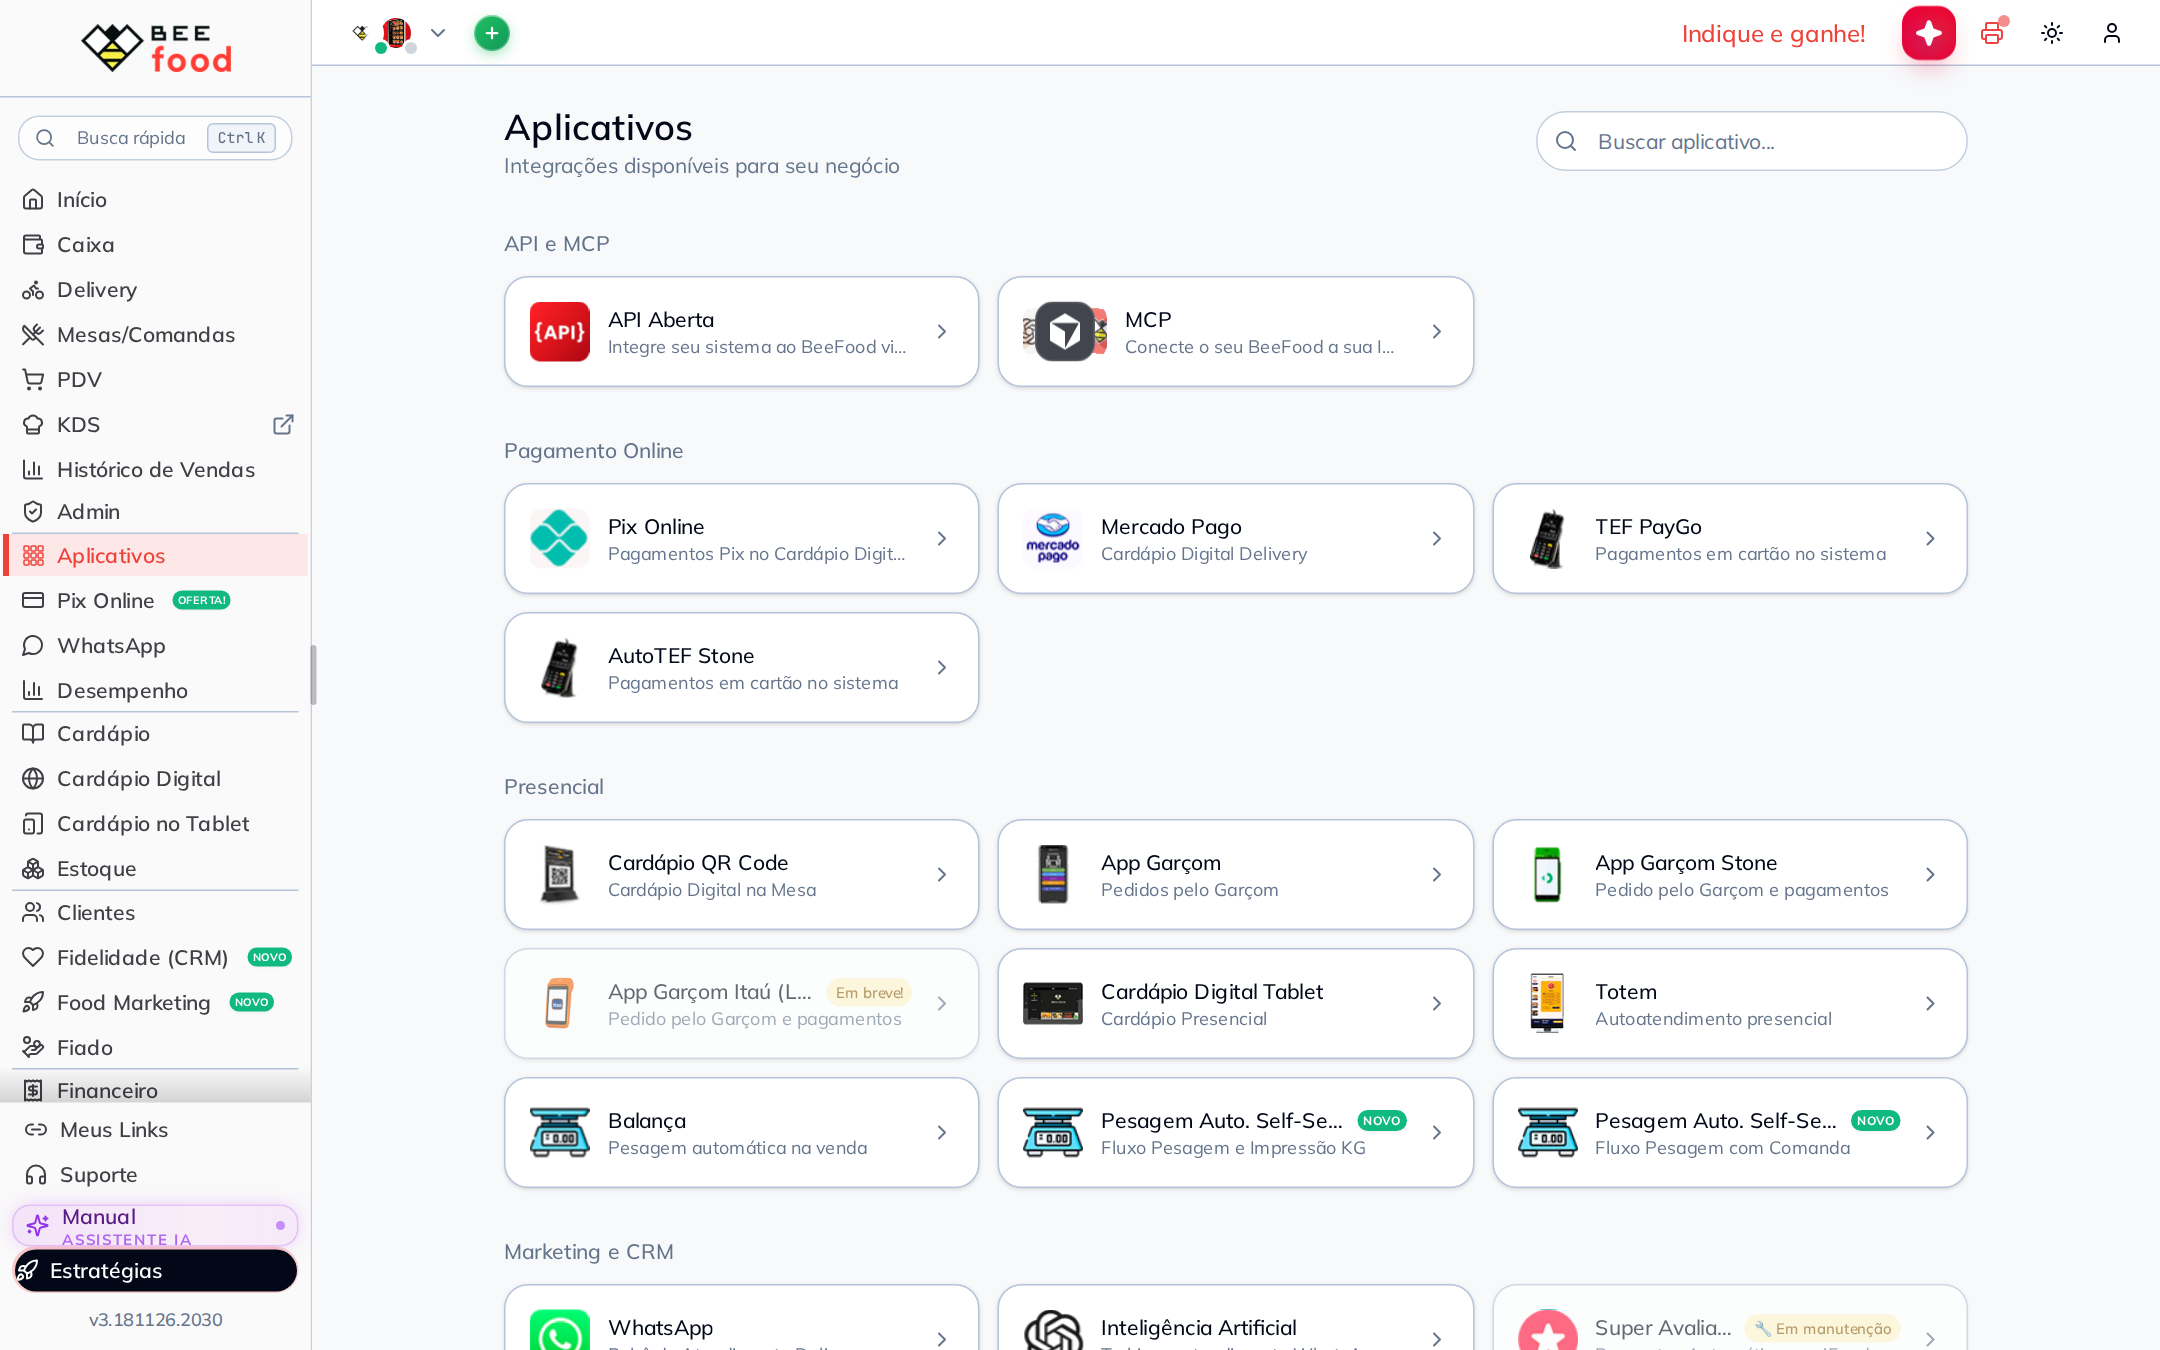 BEE
food
Busca rápida
Ctrl K
Início
Caixa
Delivery
Mesas/Comandas
PDV
KDS
Histórico de Vendas
Admin
Aplicativos
Pix Online
OFERTA!
WhatsApp
Desempenho
Cardápio
Cardápio Digital
Cardápio no Tablet
Estoque
Clientes
Fidelidade (CRM)
NOVO
Food Marketing
NOVO
Fiado
Financeiro
Meus Links
Suporte
Manual
ASSISTENTE IA
Estratégias
v3.181126.2030
Indique e ganhe!
Aplicativos
Integrações disponíveis para seu negócio
Buscar aplicativo...
API e MCP
{API}
API Aberta
Integre seu sistema ao BeeFood vi...
MCP
Conecte o seu BeeFood a sua I...
Pagamento Online
Pix Online
Pagamentos Pix no Cardápio Digit...
mercado
pago
Mercado Pago
Cardápio Digital Delivery
TEF PayGo
Pagamentos em cartão no sistema
AutoTEF Stone
Pagamentos em cartão no sistema
Presencial
Cardápio QR Code
Cardápio Digital na Mesa
App Garçom
Pedidos pelo Garçom
App Garçom Stone
Pedido pelo Garçom e pagamentos
App Garçom Itaú (L...
Em breve!
Pedido pelo Garçom e pagamentos
Cardápio Digital Tablet
Cardápio Presencial
Totem
Autoatendimento presencial
0.00
Balança
Pesagem automática na venda
0.00
Pesagem Auto. Self-Se...
NOVO
Fluxo Pesagem e Impressão KG
0.00
Pesagem Auto. Self-Se...
NOVO
Fluxo Pesagem com Comanda
Marketing e CRM
WhatsApp
Inteligência Artificial
Super Avalia...
Em manutenção